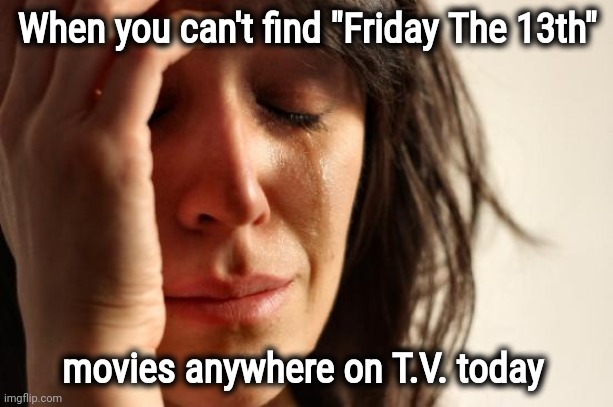 When you can't find "Friday The 13th"
movies anywhere on T.V. today
imgflip.com